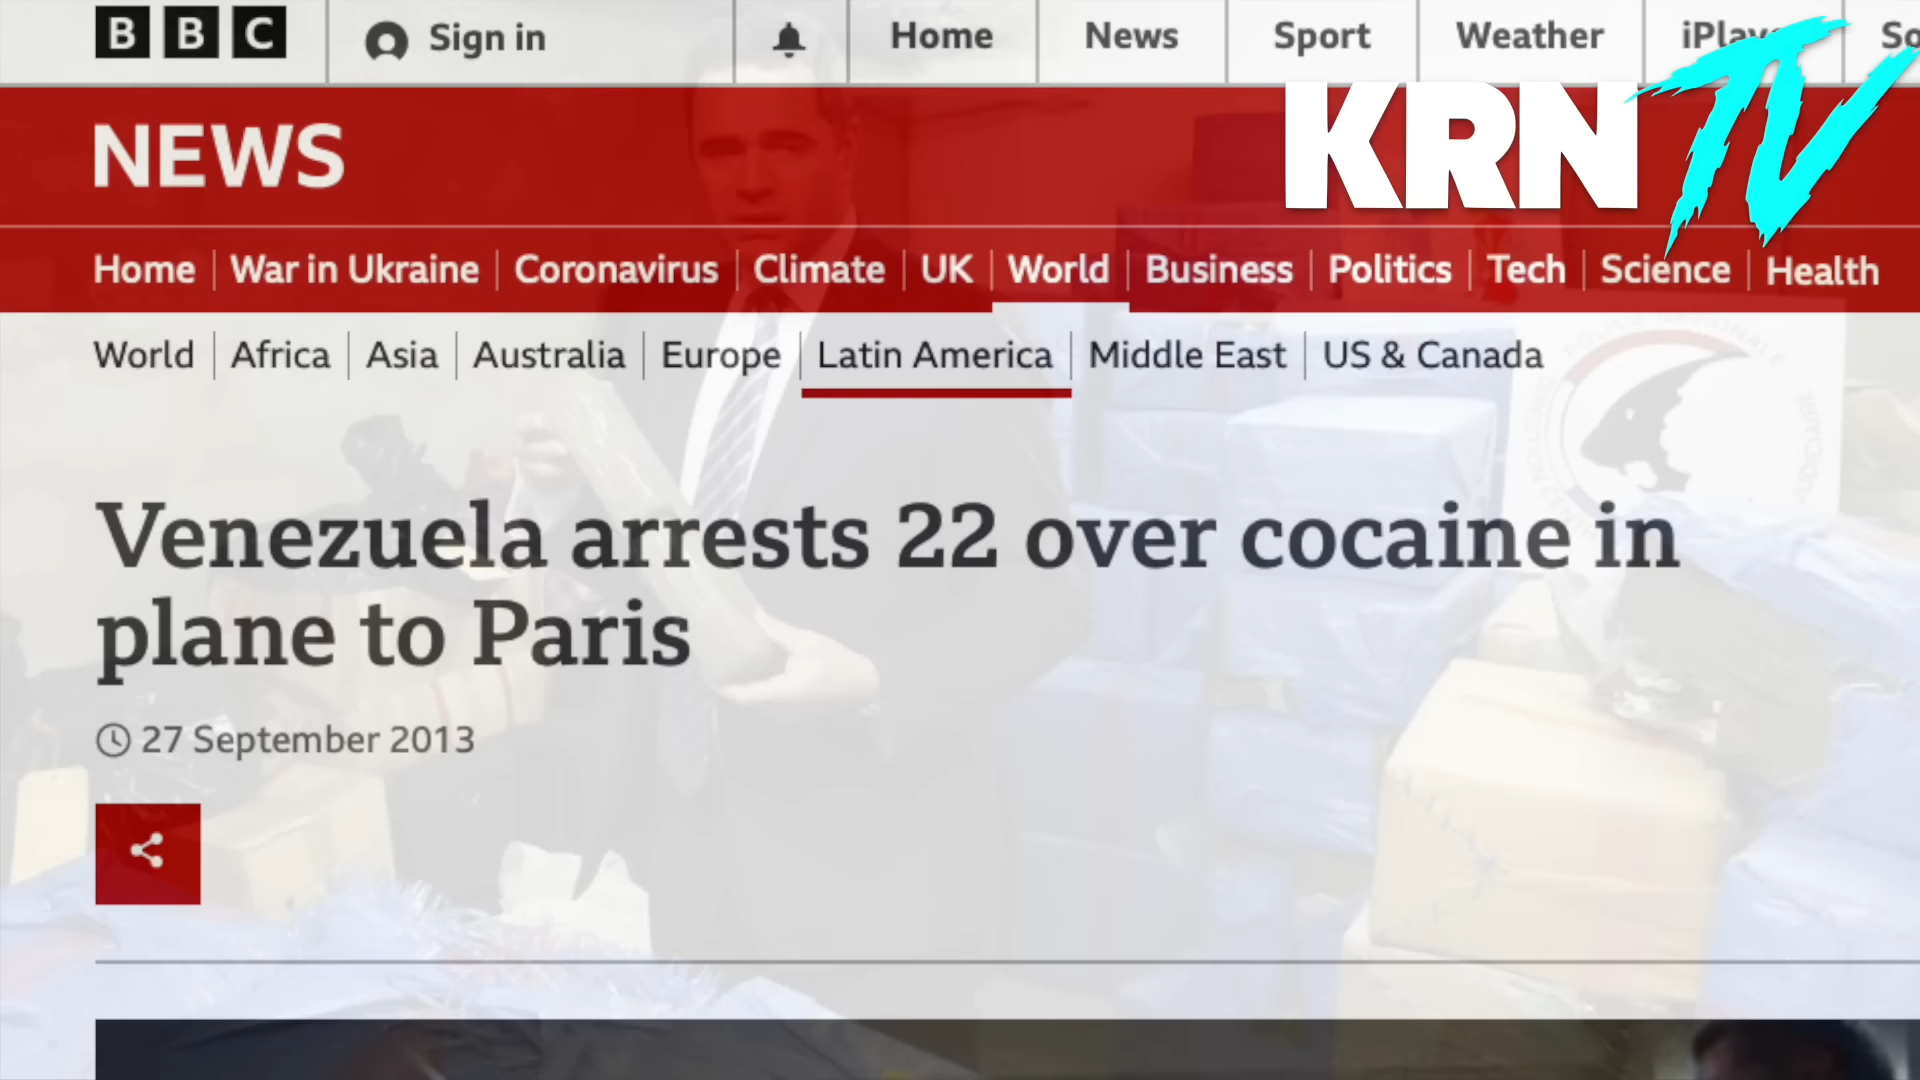 BBC Sign in Home News Sport Weather
KRN TV
NEWS
Home War in Ukraine Coronavirus Climate UK World Business Politics Tech Science Health
World Africa Asia Australia Europe Latin America Middle East US & Canada
Venezuela arrests 22 over cocaine in
plane to Paris
27 September 2013